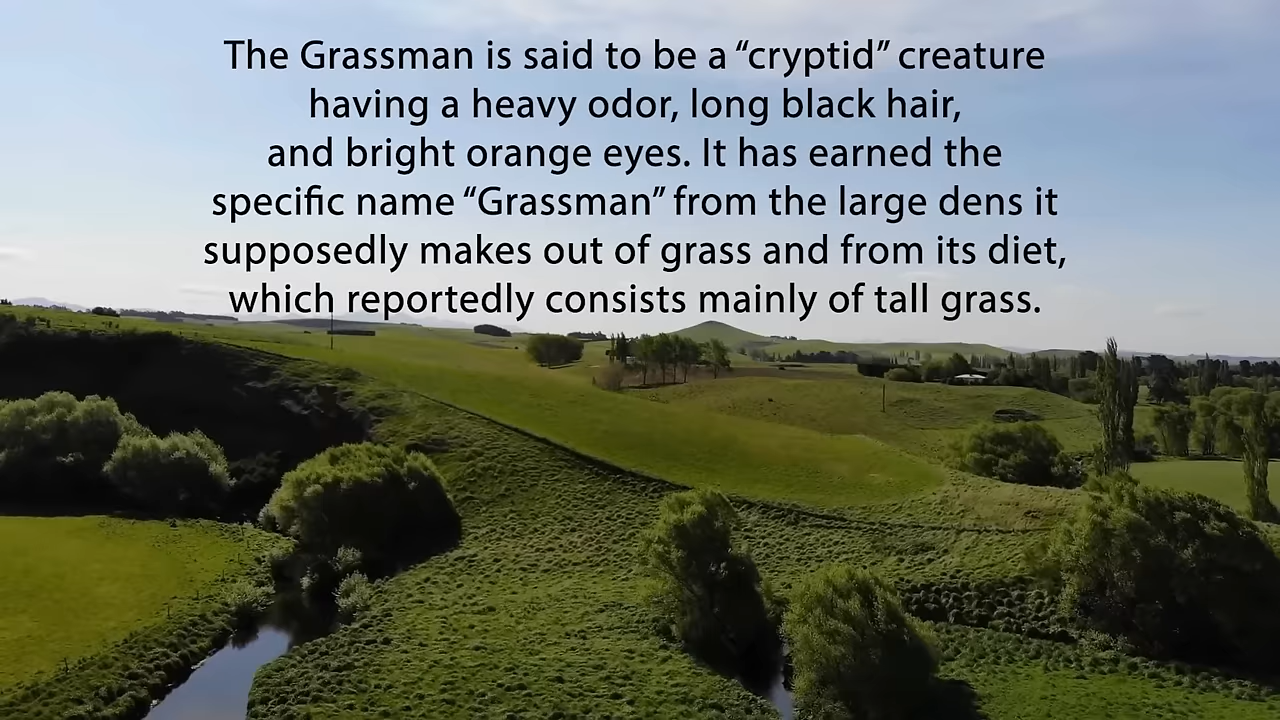 The Grassman is said to be a “cryptid” creature
having a heavy odor, long black hair,
and bright orange eyes. It has earned the
specific name “Grassman” from the large dens it
supposedly makes out of grass and from its diet,
which reportedly consists mainly of tall grass.